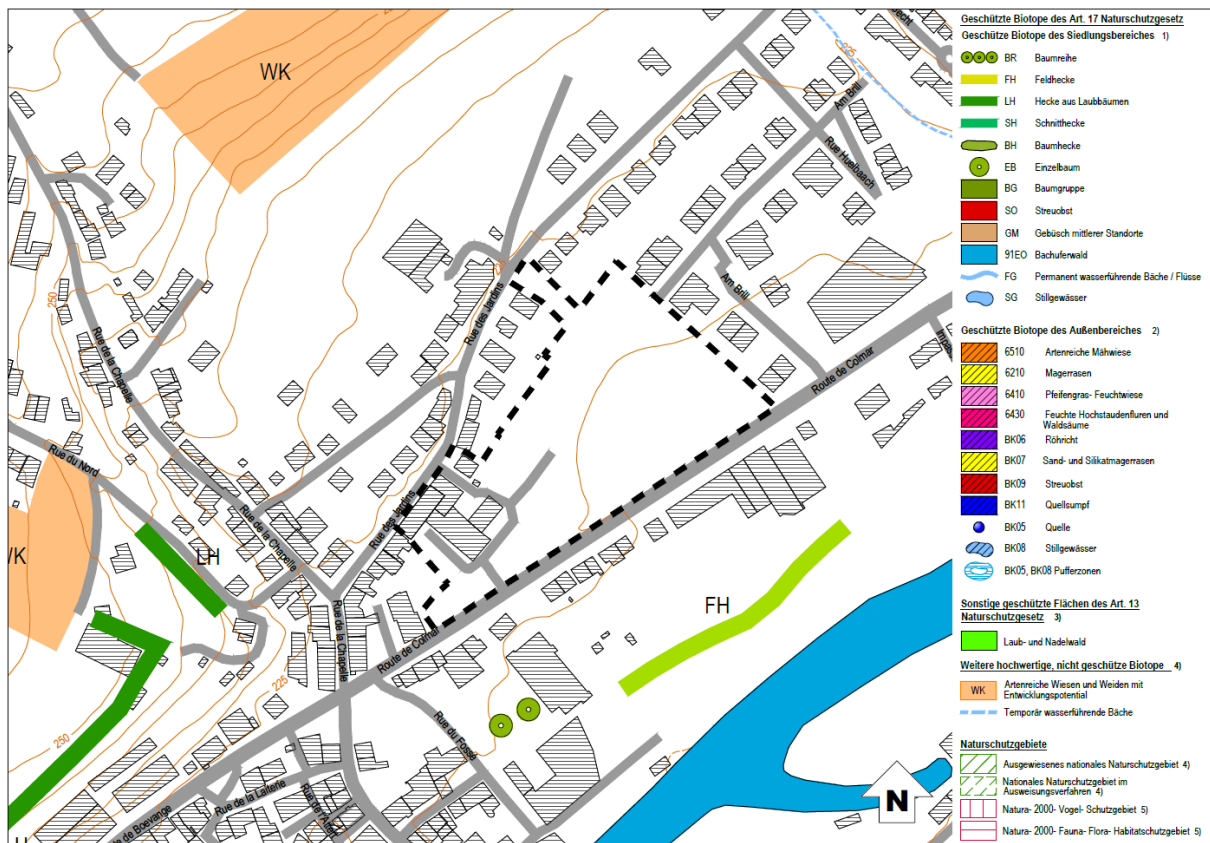 WK
225
Am Brill
Rue Huelbaach
225
Rue des Jardins
Am Brill
250
Rue de la Chapelle
Route de Colmar
Rue du Nord
Rue des Jardins
Rue de la Chapelle
LH
FH
Rue de la Chapelle
Route de Colmar
225
250
Rue du Fossé
Rue de la Laiterie
N
Geschützte Biotope des Art. 17 Naturschutzgesetz
Geschütze Biotope des Siedlungsbereiches 1)
BR Baumreihe
FH Feldhecke
LH Hecke aus Laubbäumen
SH Schnitthecke
BH Baumhecke
EB Einzelbaum
BG Baumgruppe
SO Streuobst
GM Gebüsch mittlerer Standorte
91EO Bachuferwald
FG Permanent wasserführende Bäche / Flüsse
SG Stillgewässer
Geschützte Biotope des Außenbereiches 2)
6510 Artenreiche Mähwiese
6210 Magerrasen
6410 Pfeifengras- Feuchtwiese
6430 Feuchte Hochstaudenfluren und
Waldsäume
BK06 Röhricht
BK07 Sand- und Silikatmagerrasen
BK09 Streuobst
BK11 Quellsumpf
BK05 Quelle
BK08 Stillgewässer
BK05, BK08 Pufferzonen
Sonstige geschützte Flächen des Art. 13
Naturschutzgesetz 3)
Laub- und Nadelwald
Weitere hochwertige, nicht geschütze Biotope 4)
WK Artenreiche Wiesen und Weiden mit
Entwicklungspotential
Temporär wasserführende Bäche
Naturschutzgebiete
Ausgewiesenes nationales Naturschutzgebiet 4)
Nationales Naturschutzgebiet im
Ausweisungsverfahren 4)
Natura- 2000- Vogel- Schutzgebiet 5)
Natura- 2000- Fauna- Flora- Habitatschutzgebiet 5)